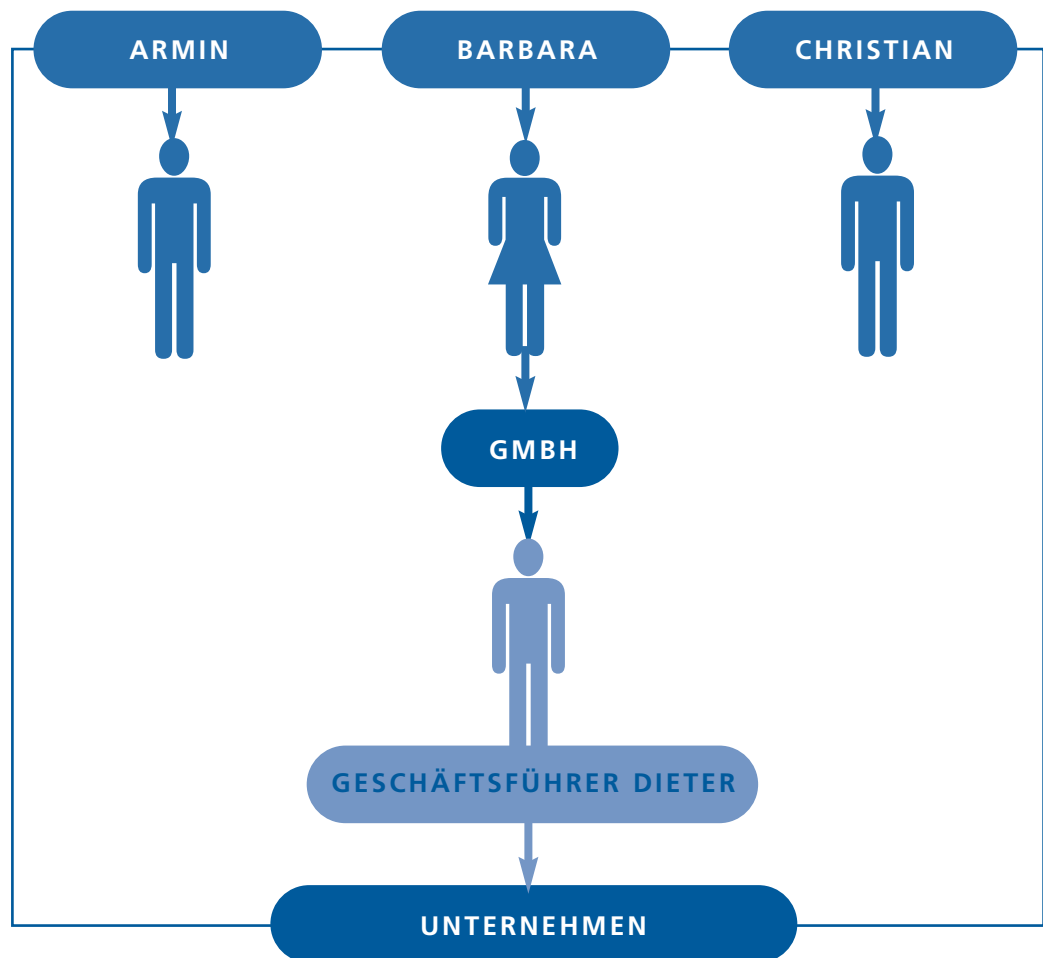 ARMIN
BARBARA
CHRISTIAN
GMBH
GESCHÄFTSFÜHRER DIETER
UNTERNEHMEN